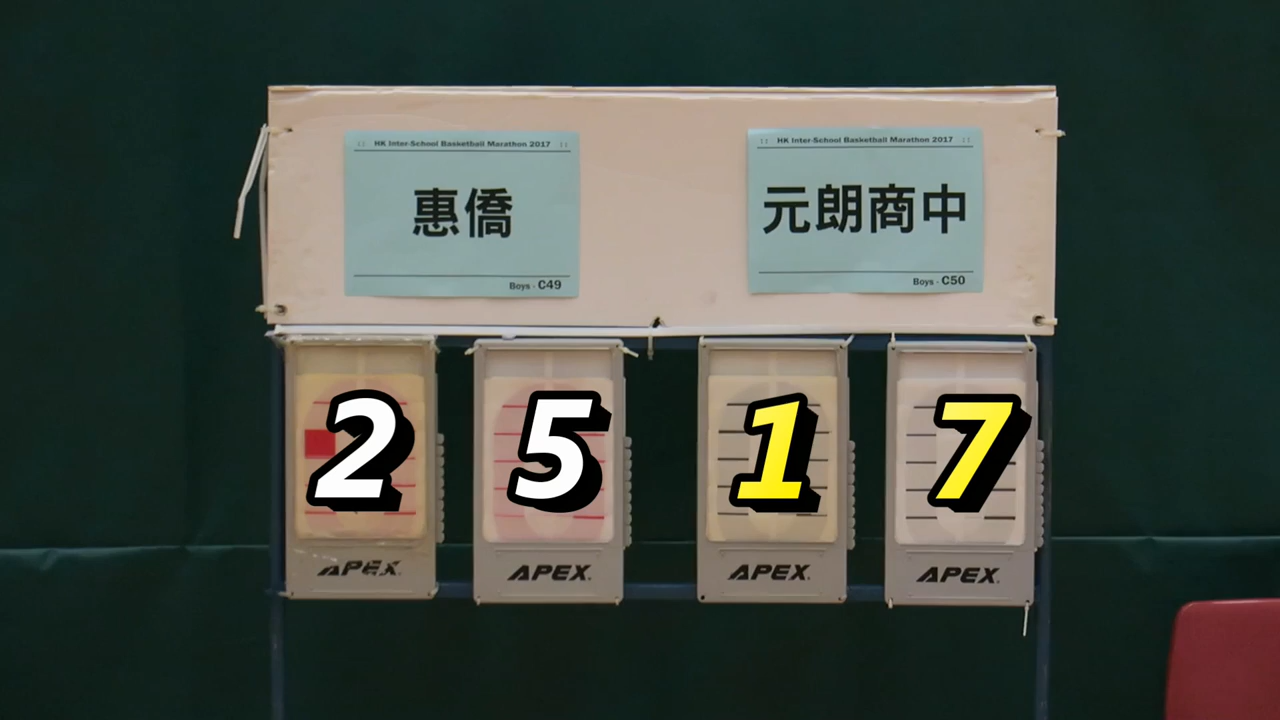 HK Inter-School Basketball Marathon 2017
惠僑
Boys - C49
HK Inter-School Basketball Marathon 2017
元朗商中
Boys - C50
2 5 1 7
APEX APEX APEX APEX